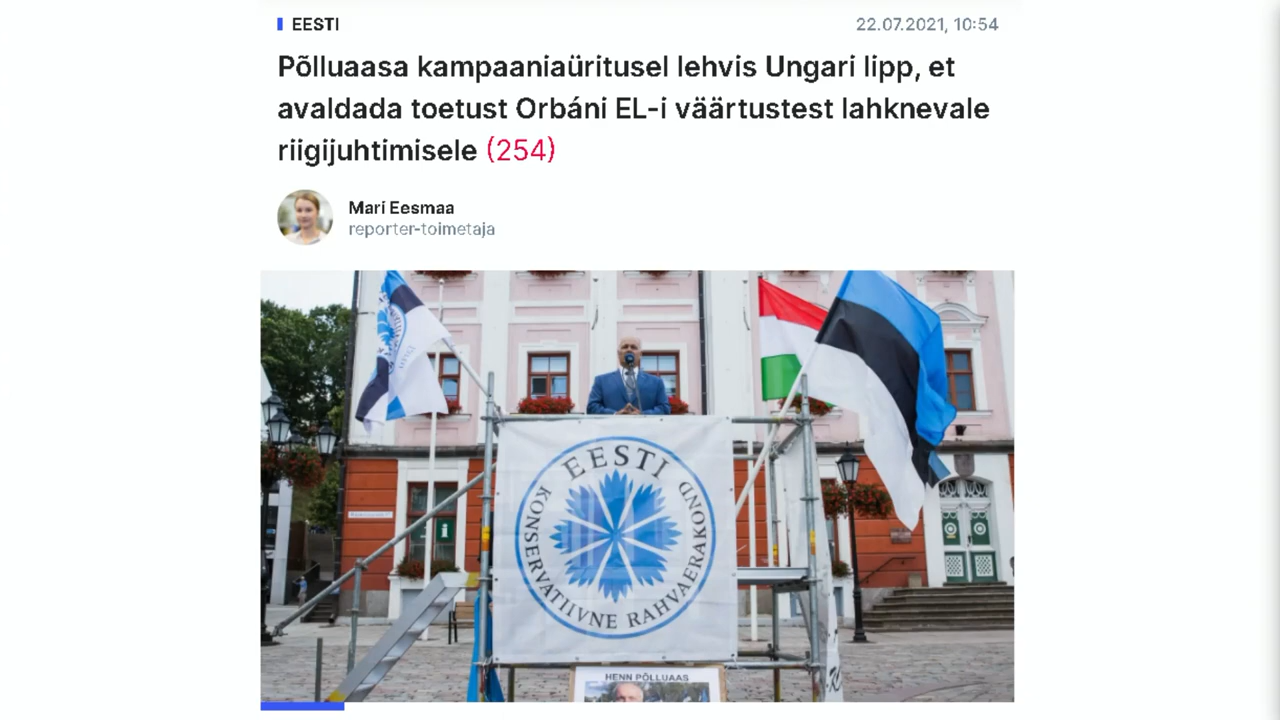 EESTI
22.07.2021, 10:54
Põlluaasa kampaaniaüritusel lehvis Ungari lipp, et
avaldada toetust Orbáni EL-i väärtustest lahknevale
riigijuhtimisele (254)
Mari Eesmaa
reporter-toimetaja
EESTI
KONSERVATIIVNE RAHVAERAKOND
HENN PÕLLUAAS